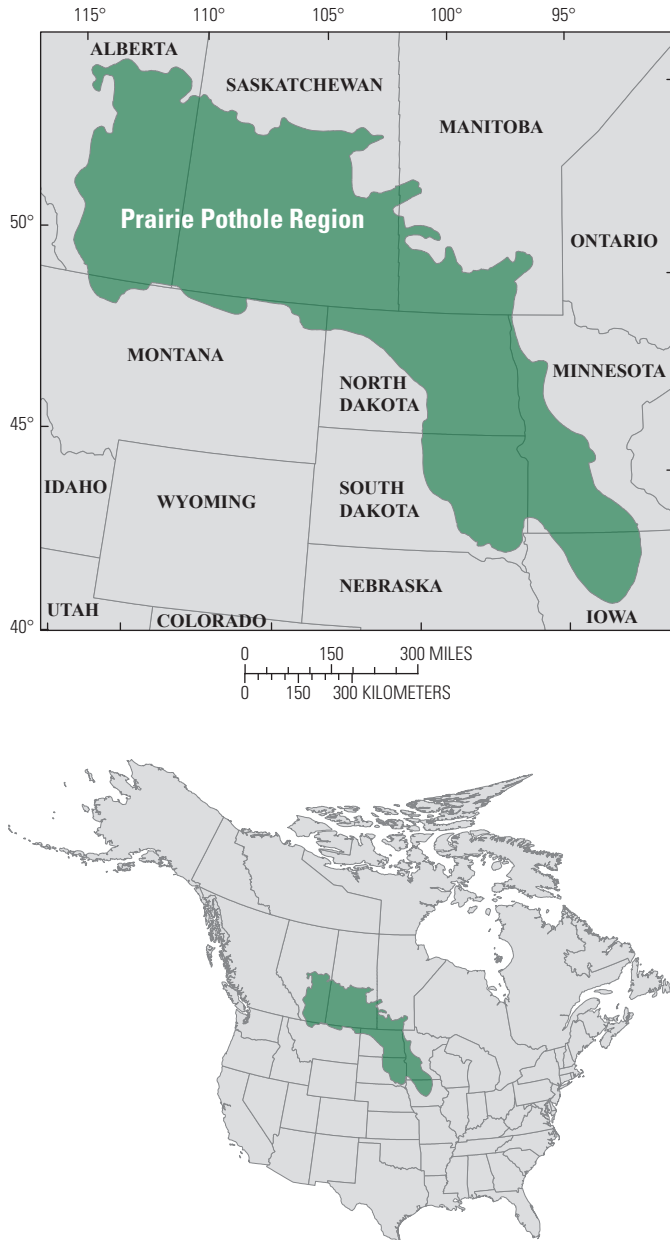 115°
110°
105°
100°
95°
ALBERTA
SASKATCHEWAN
MANITOBA
50°
Prairie Pothole Region
ONTARIO
MONTANA
NORTH
DAKOTA
MINNESOTA
45°
IDAHO
WYOMING
SOUTH
DAKOTA
NEBRASKA
UTAH
COLORADO
IOWA
40°
0 150 300 MILES
0 150 300 KILOMETERS